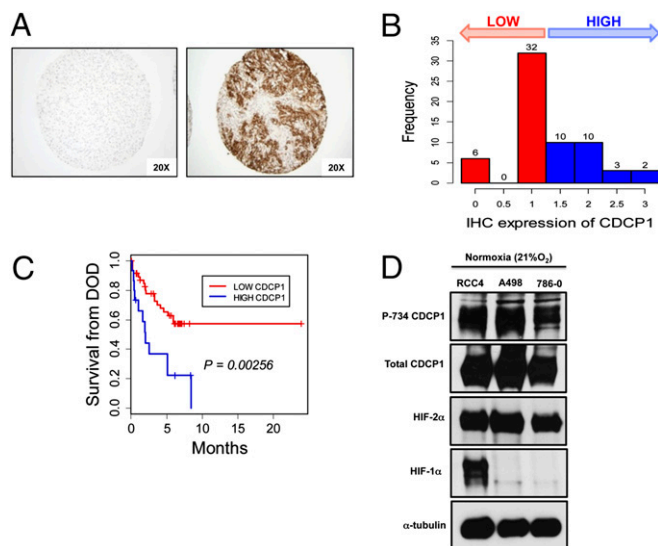 A
20X
20X
B
LOW
HIGH
Frequency
35
30
20
10
5
0
6
0
32
10
10
3
2
0
0.5
1
1.5
2
2.5
3
IHC expression of CDCP1
C
Survival from DOD
1.0
0.8
0.6
0.4
0.2
0.0
LOW CDCP1
HIGH CDCP1
P = 0.00256
0
5
10
15
20
Months
D
Normoxia (21%O₂)
RCC4 A498 786-0
P-734 CDCP1
Total CDCP1
HIF-2α
HIF-1α
α-tubulin